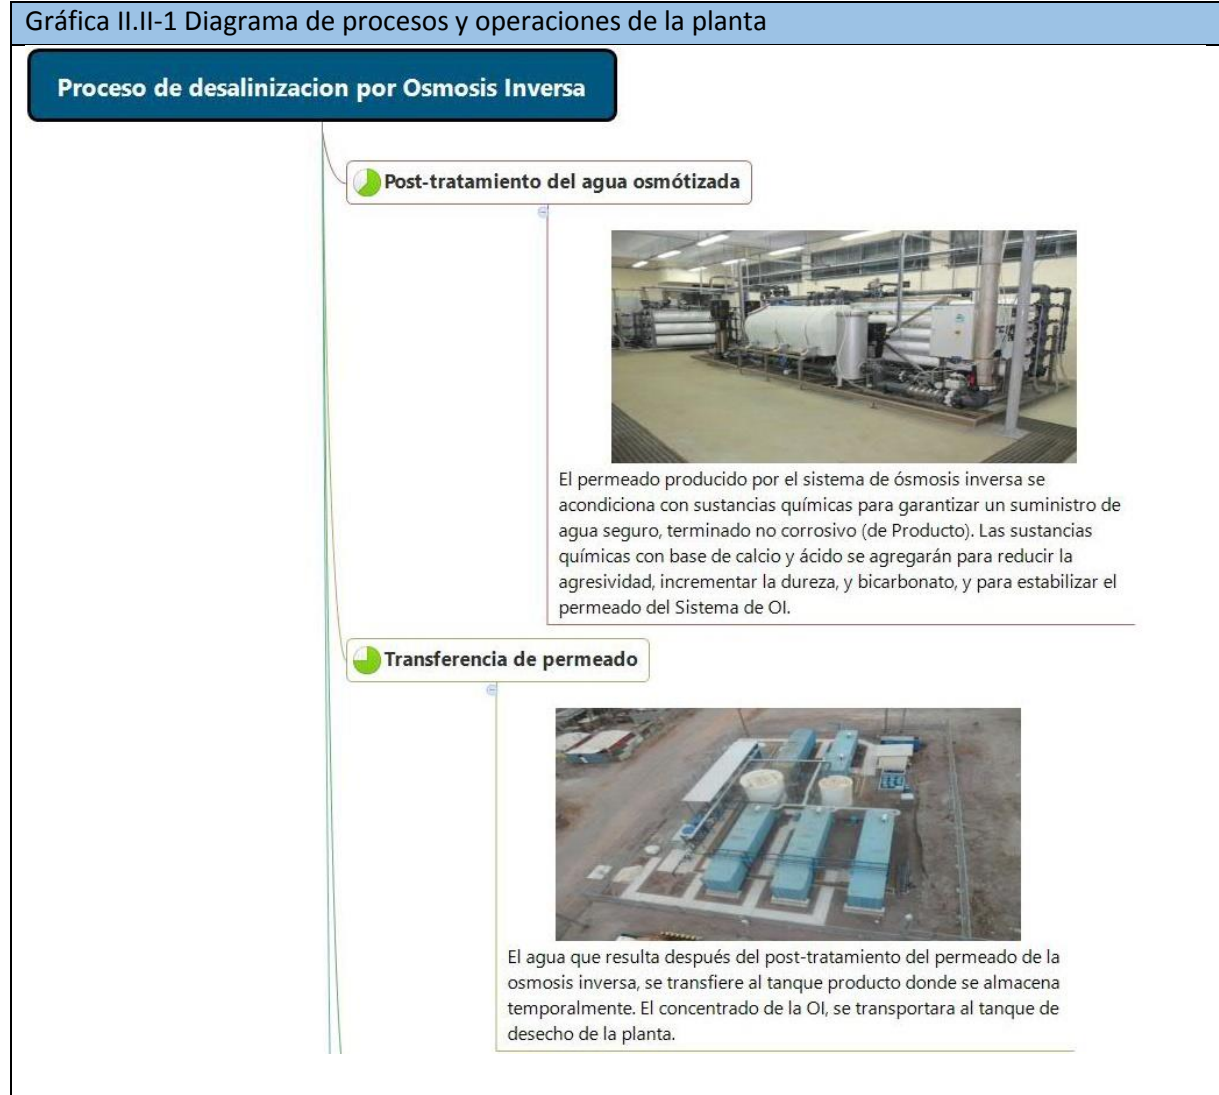 Gráfica II.II-1 Diagrama de procesos y operaciones de la planta
Proceso de desalinizacion por Osmosis Inversa
Post-tratamiento del agua osmótizada
El permeado producido por el sistema de ósmosis inversa se
acondiciona con sustancias químicas para garantizar un suministro de
agua seguro, terminado no corrosivo (de Producto). Las sustancias
químicas con base de calcio y ácido se agregarán para reducir la
agresividad, incrementar la dureza, y bicarbonato, y para estabilizar el
permeado del Sistema de OI.
Transferencia de permeado
El agua que resulta después del post-tratamiento del permeado de la
osmosis inversa, se transfiere al tanque producto donde se almacena
temporalmente. El concentrado de la OI, se transportara al tanque de
desecho de la planta.